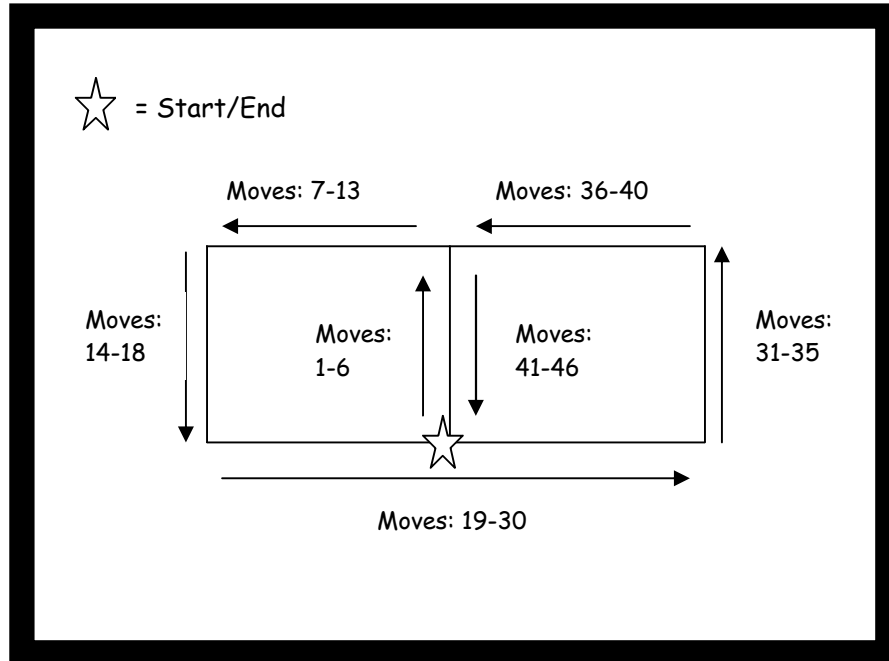 = Start/End
Moves: 7-13
Moves: 36-40
Moves:
14-18
Moves:
1-6
Moves:
41-46
Moves:
31-35
Moves: 19-30